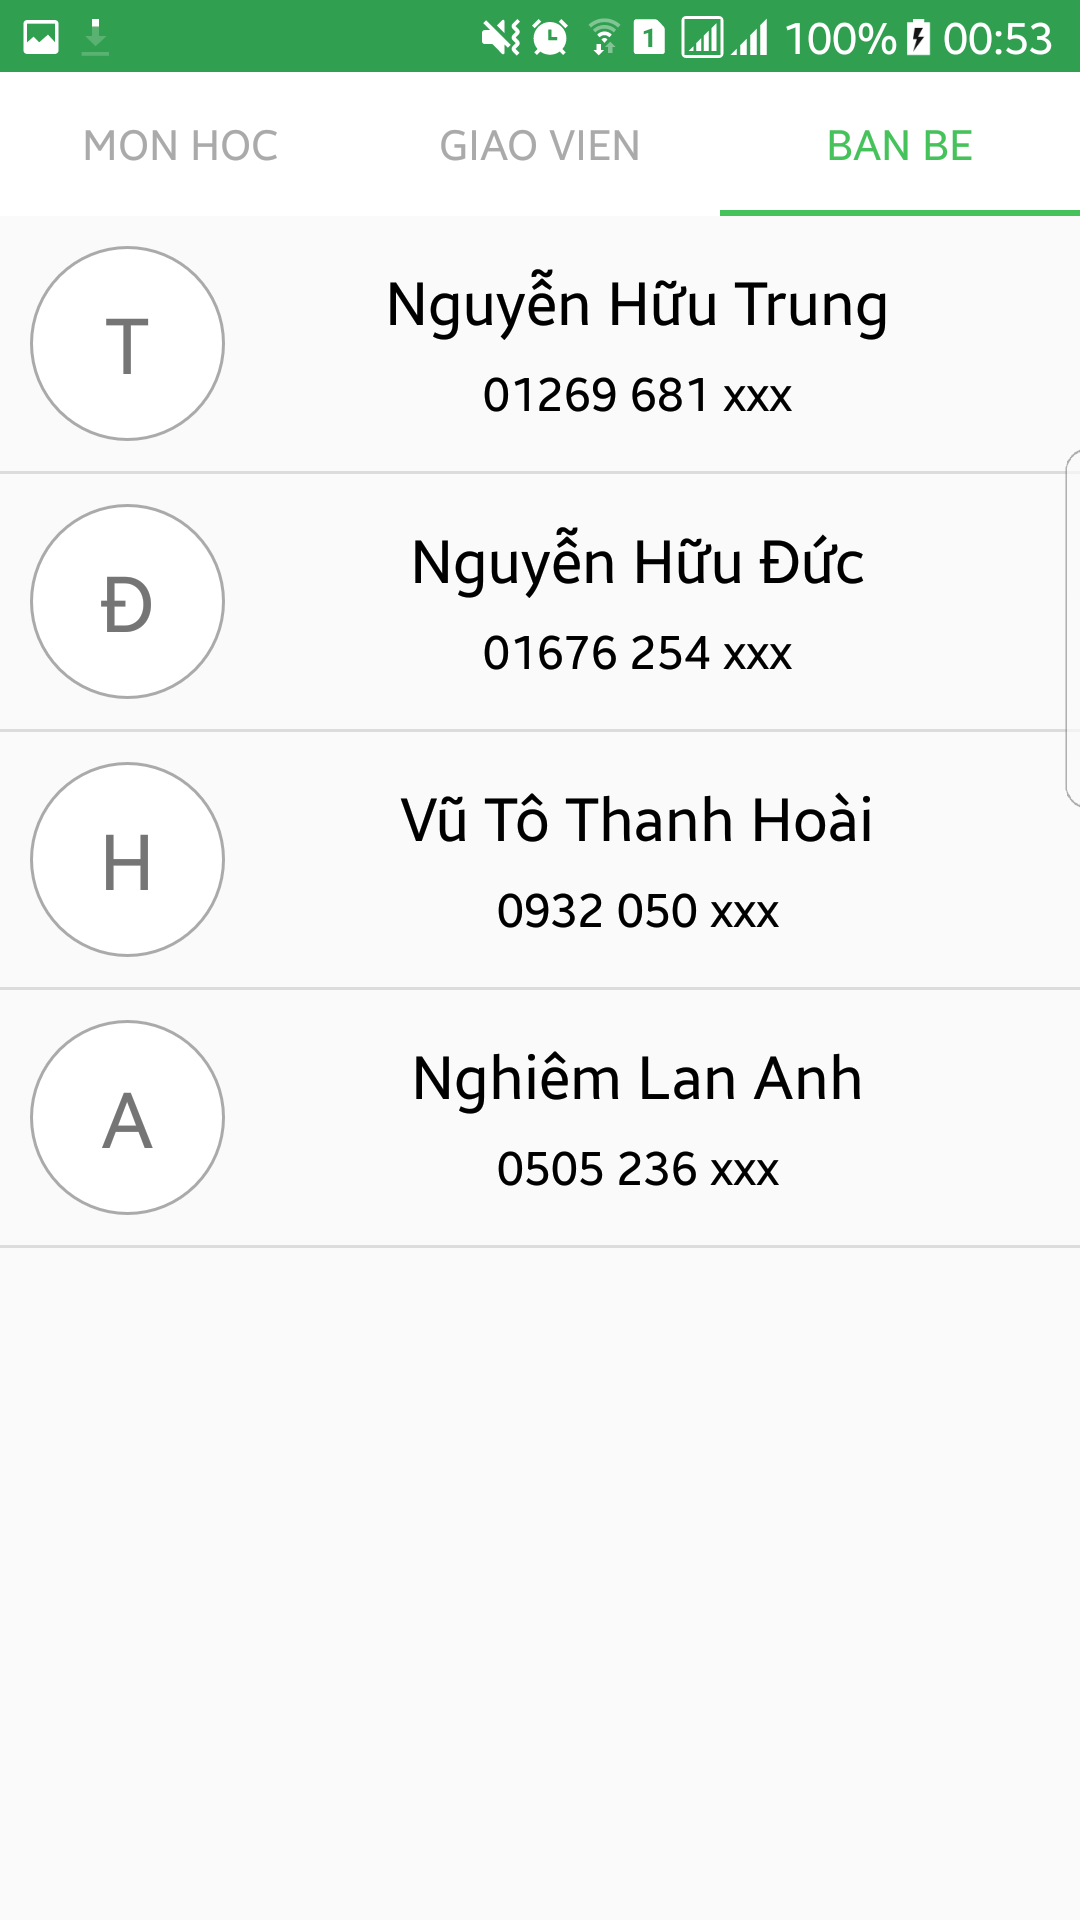 100% 00:53
MON HOC GIAO VIEN BAN BE
T
Nguyễn Hữu Trung
01269 681 xxx
Đ
Nguyễn Hữu Đức
01676 254 xxx
H
Vũ Tô Thanh Hoài
0932 050 xxx
A
Nghiêm Lan Anh
0505 236 xxx